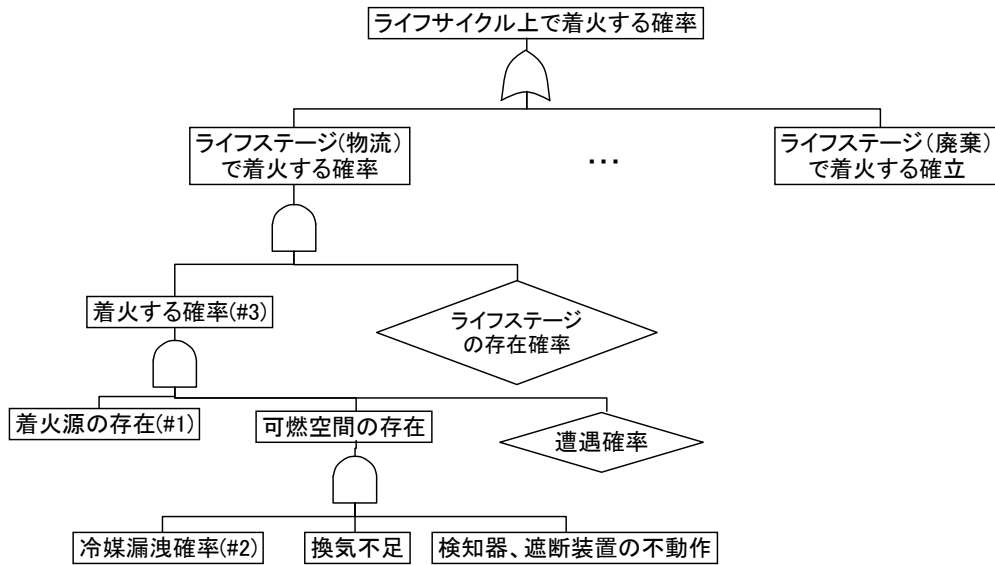 ライフサイクル上で着火する確率
ライフステージ(物流)
で着火する確率
…
ライフステージ(廃棄)
で着火する確立
着火する確率(#3)
ライフステージ
の存在確率
着火源の存在(#1)
可燃空間の存在
遭遇確率
冷媒漏洩確率(#2)
換気不足
検知器、遮断装置の不動作